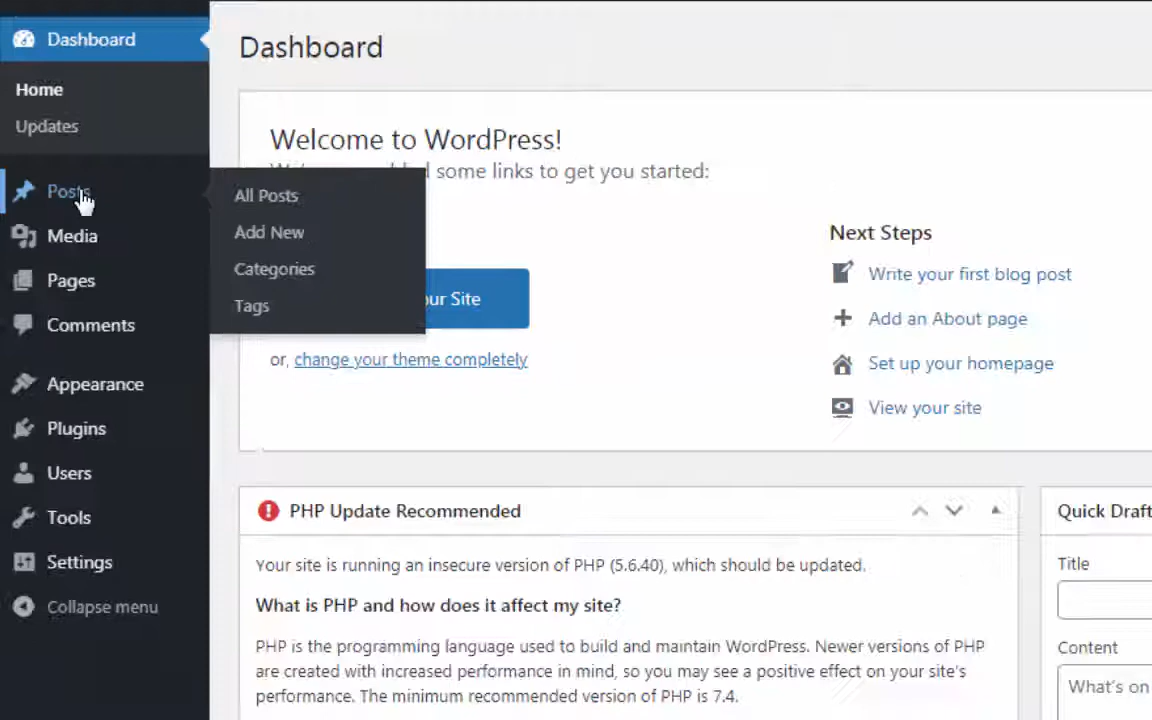 Dashboard
Home
Updates
Posts
Media
Pages
Comments
Appearance
Plugins
Users
Tools
Settings
Collapse menu
All Posts
Add New
Categories
Tags
Dashboard
Welcome to WordPress!
some links to get you started:
Site
or, change your theme completely
Next Steps
Write your first blog post
Add an About page
Set up your homepage
View your site
PHP Update Recommended
Your site is running an insecure version of PHP (5.6.40), which should be updated.
What is PHP and how does it affect my site?
PHP is the programming language used to build and maintain WordPress. Newer versions of PHP
are created with increased performance in mind, so you may see a positive effect on your site's
performance. The minimum recommended version of PHP is 7.4.
Quick Draft
Title
Content
What's on